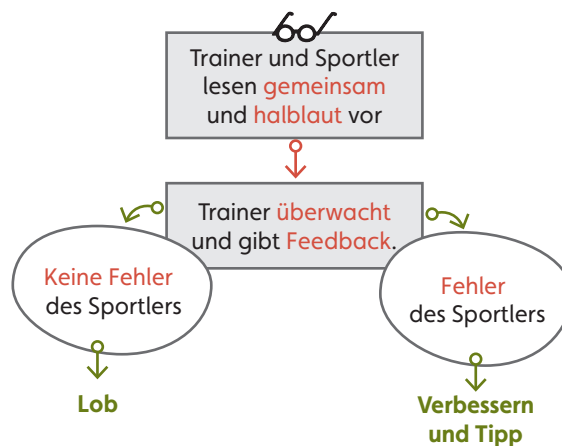 Trainer und Sportler
lesen gemeinsam
und halblaut vor
Trainer überwacht
und gibt Feedback.
Keine Fehler
des Sportlers
Fehler
des Sportlers
Lob
Verbessern
und Tipp